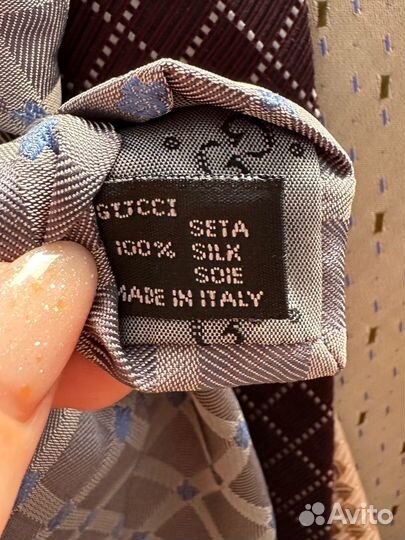 GUCCI
SETA
100% SILK
SOIE
MADE IN ITALY
Avito